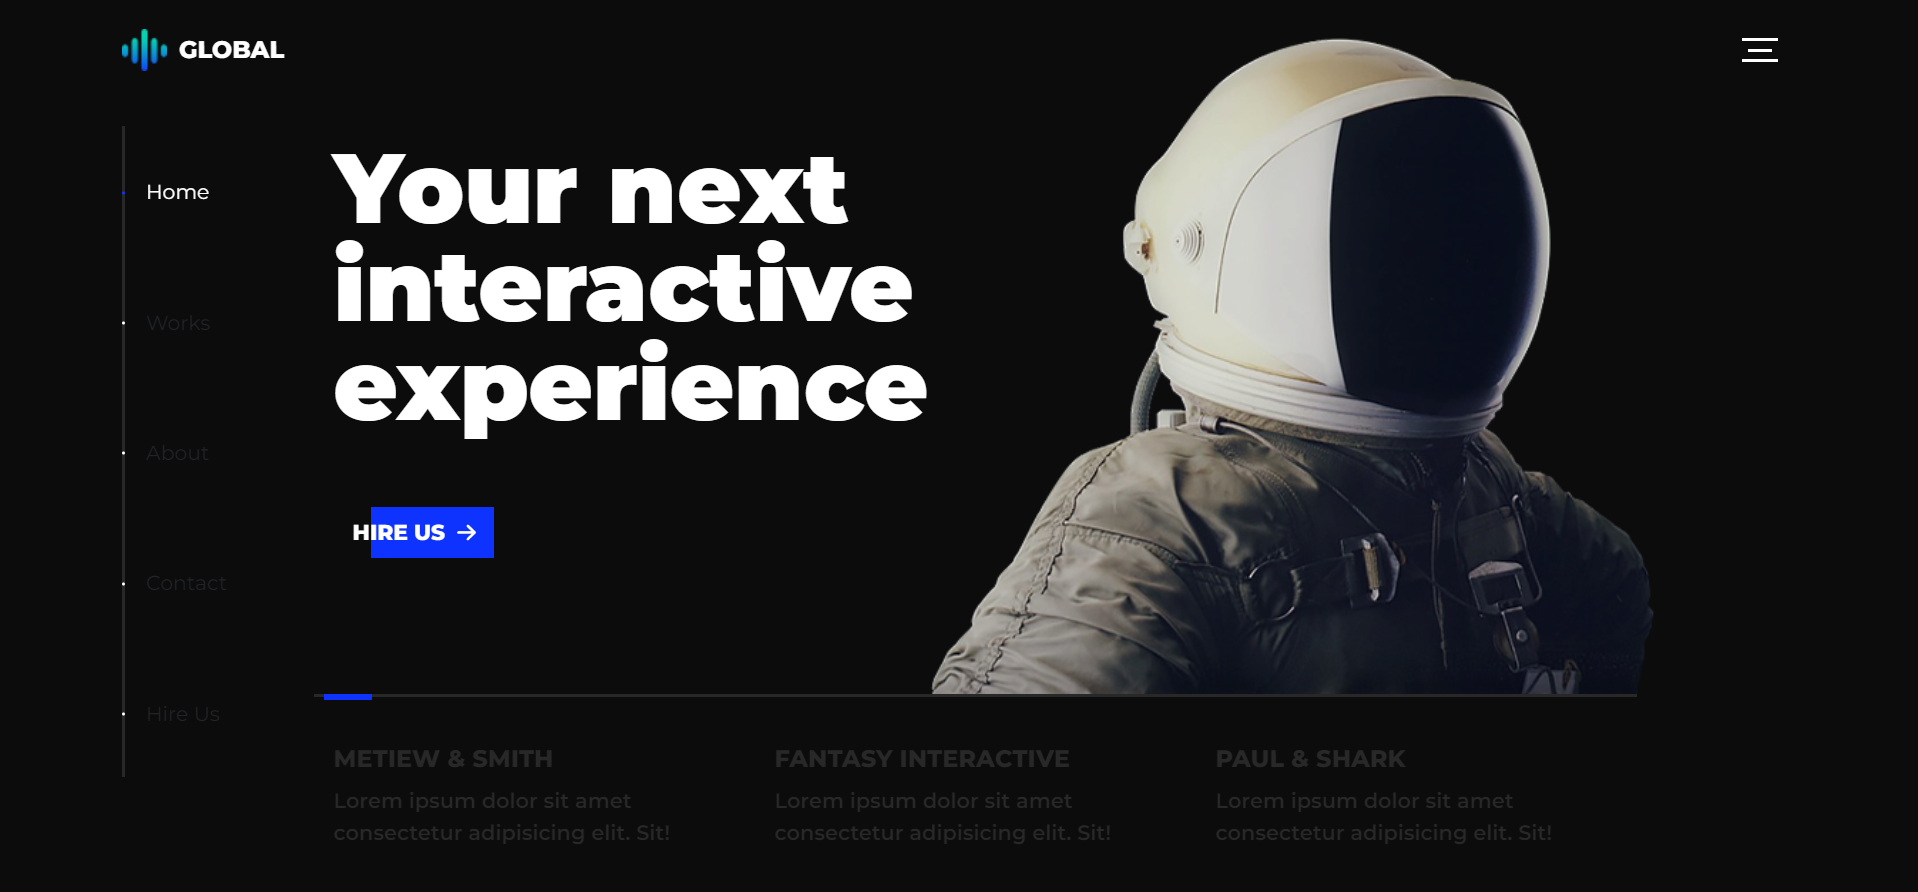 GLOBAL
Home
Works
About
Contact
Hire Us
Your next
interactive
experience
HIRE US →
METIEW & SMITH
Lorem ipsum dolor sit amet
consectetur adipisicing elit. Sit!
FANTASY INTERACTIVE
Lorem ipsum dolor sit amet
consectetur adipisicing elit. Sit!
PAUL & SHARK
Lorem ipsum dolor sit amet
consectetur adipisicing elit. Sit!